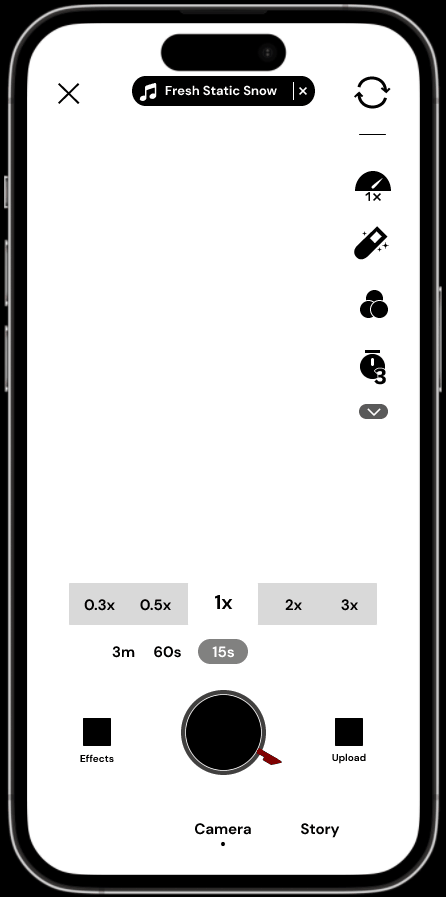 Fresh Static Snow
1x
3
0.3x 0.5x 1x 2x 3x
3m 60s 15s
Effects
Upload
Camera Story